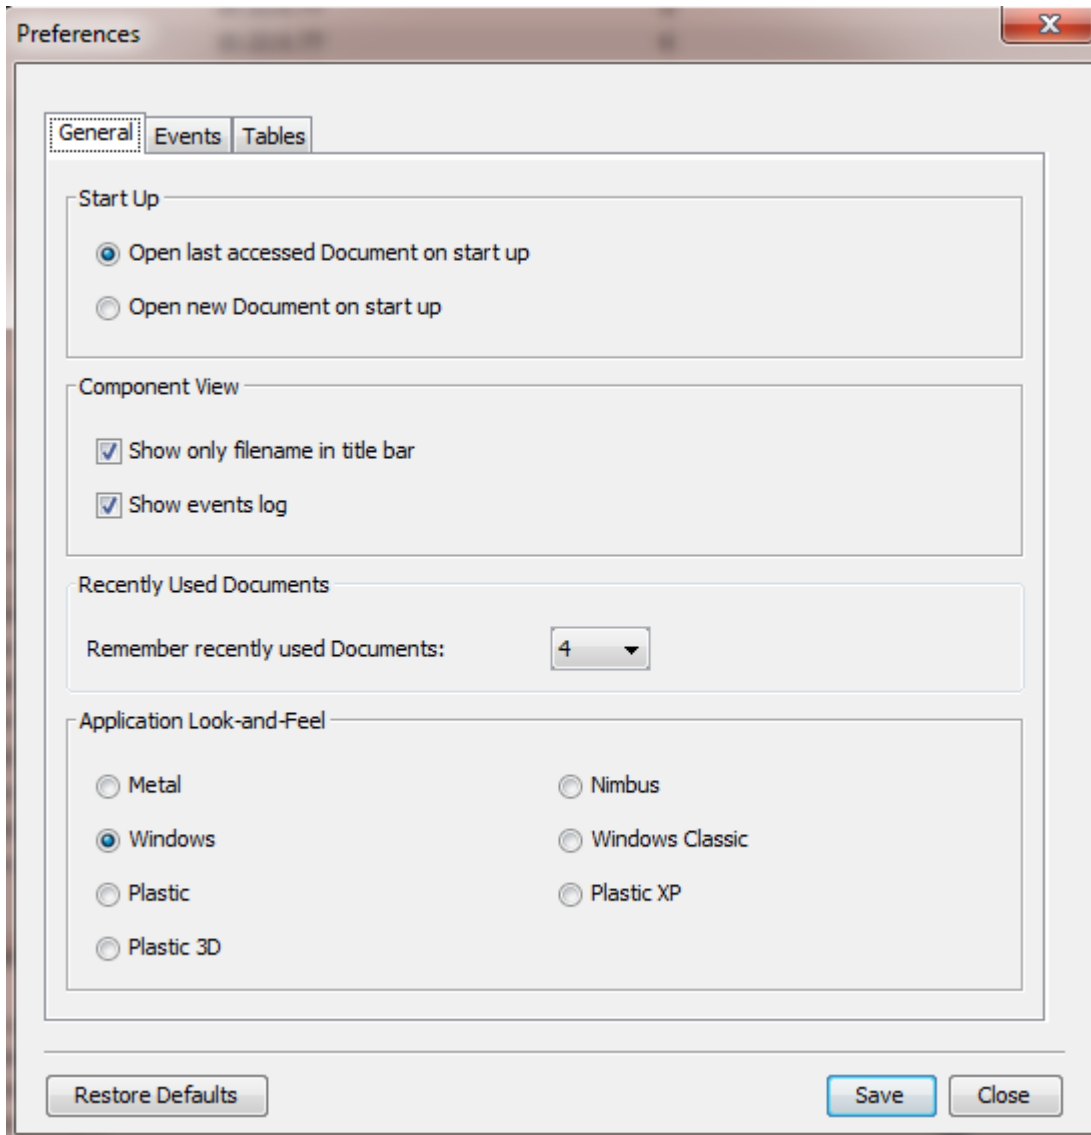 Preferences
General Events Tables
Start Up
Open last accessed Document on start up
Open new Document on start up
Component View
Show only filename in title bar
Show events log
Recently Used Documents
Remember recently used Documents: 4
Application Look-and-Feel
Metal Nimbus
Windows Windows Classic
Plastic Plastic XP
Plastic 3D
Restore Defaults Save Close